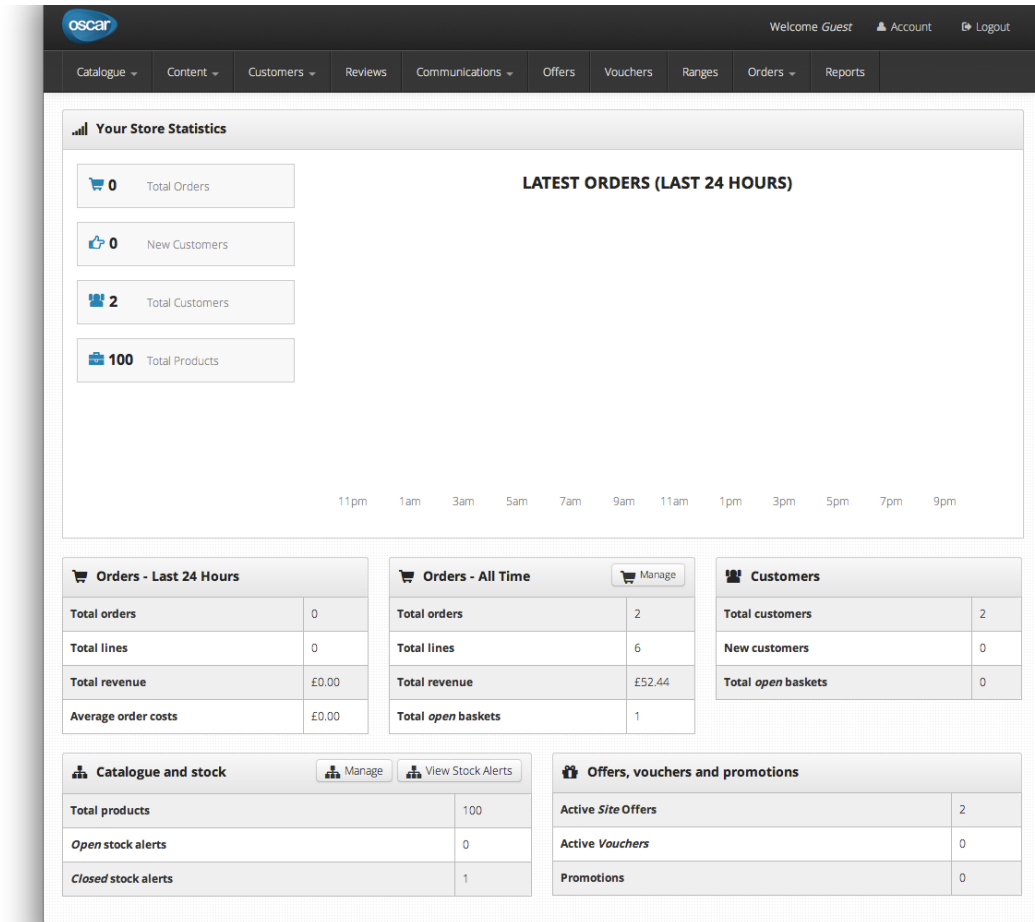 oscar
Welcome Guest Account Logout
Catalogue Content Customers Reviews Communications Offers Vouchers Ranges Orders Reports
Your Store Statistics
0 Total Orders
0 New Customers
2 Total Customers
100 Total Products
LATEST ORDERS (LAST 24 HOURS)
11pm 1am 3am 5am 7am 9am 11am 1pm 3pm 5pm 7pm 9pm
Orders - Last 24 Hours
Total orders 0
Total lines 0
Total revenue £0.00
Average order costs £0.00
Orders - All Time Manage
Total orders 2
Total lines 6
Total revenue £52.44
Total open baskets 1
Customers
Total customers 2
New customers 0
Total open baskets 0
Catalogue and stock Manage View Stock Alerts
Total products 100
Open stock alerts 0
Closed stock alerts 1
Offers, vouchers and promotions
Active Site Offers 2
Active Vouchers 0
Promotions 0